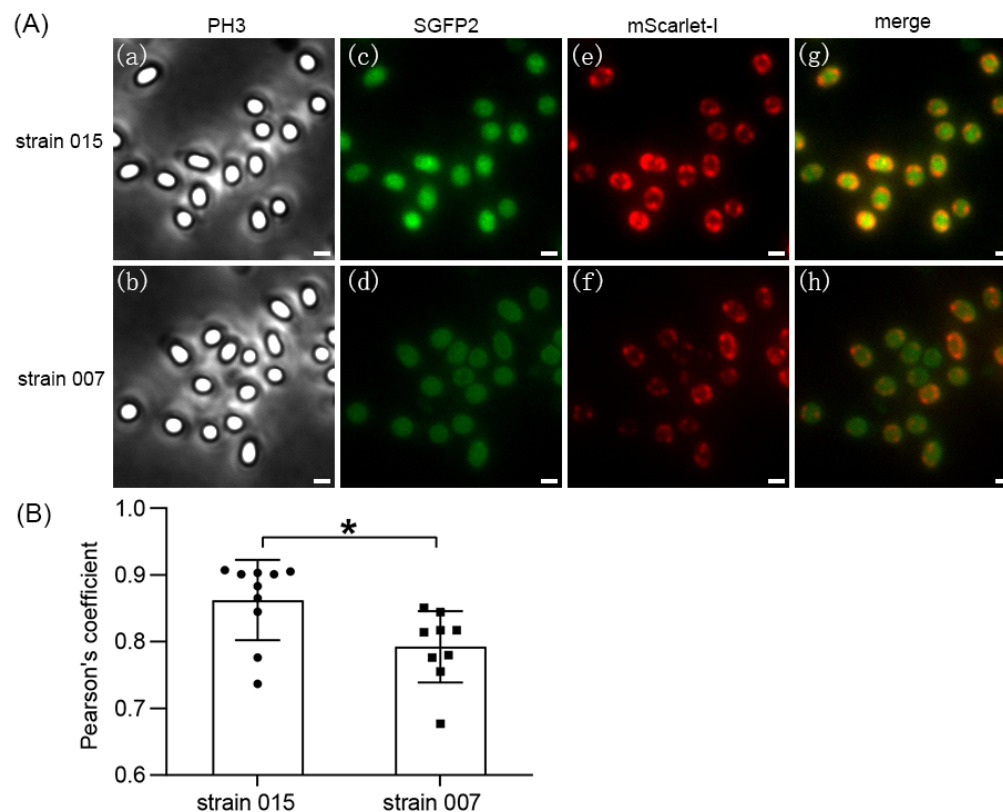 (A)
PH3 SGFP2 mScarlet-I merge
(a) (c) (e) (g)
strain 015
(b) (d) (f) (h)
strain 007
(B)
Pearson's coefficient
1.0
0.9
0.8
0.7
0.6
*
strain 015 strain 007